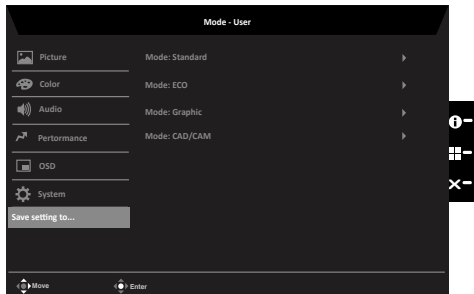 Mode - User
Picture
Mode: Standard
Color
Mode: ECO
Audio
Mode: Graphic
Pertormance
Mode: CAD/CAM
OSD
System
Save setting to...
Move
Enter